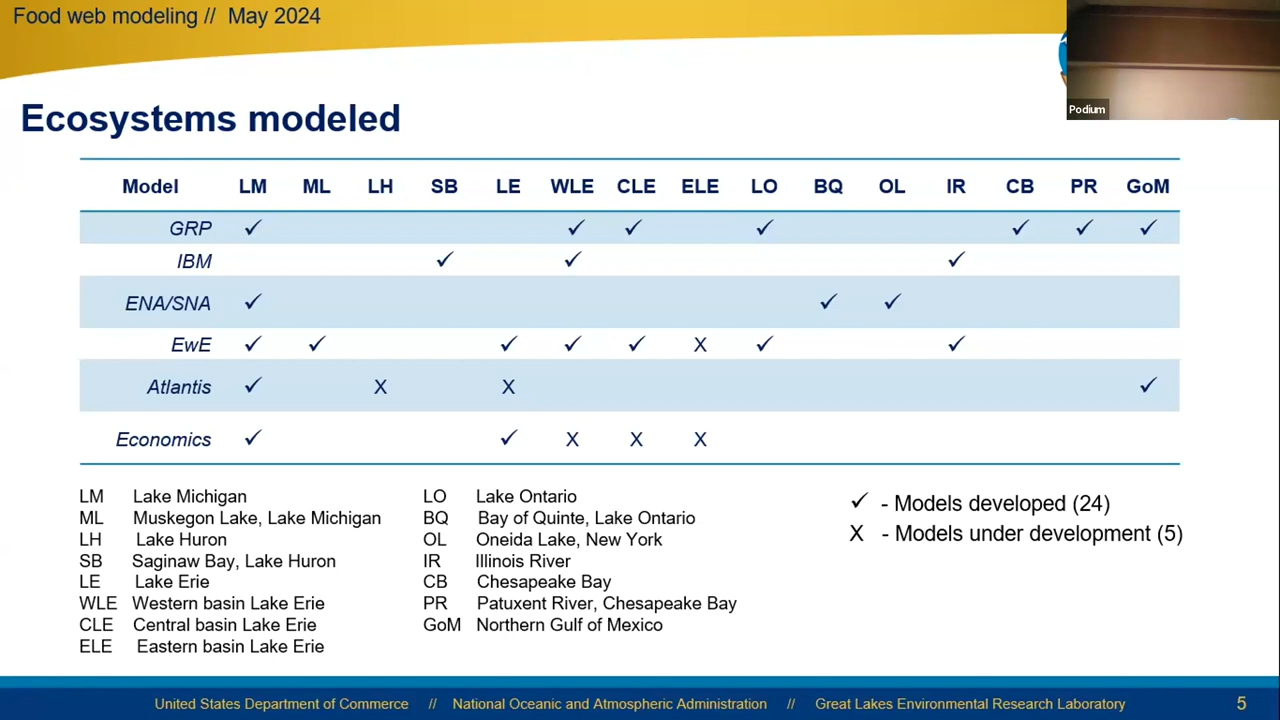 Food web modeling // May 2024
Podium
Ecosystems modeled
Model LM ML LH SB LE WLE CLE ELE LO BQ OL IR CB PR GoM
GRP ✓ ✓ ✓ ✓ ✓ ✓ ✓
IBM ✓ ✓ ✓
ENA/SNA ✓ ✓ ✓
EwE ✓ ✓ ✓ ✓ ✓ X ✓ ✓
Atlantis ✓ X X ✓
Economics ✓ ✓ X X X
LM Lake Michigan
ML Muskegon Lake, Lake Michigan
LH Lake Huron
SB Saginaw Bay, Lake Huron
LE Lake Erie
WLE Western basin Lake Erie
CLE Central basin Lake Erie
ELE Eastern basin Lake Erie
LO Lake Ontario
BQ Bay of Quinte, Lake Ontario
OL Oneida Lake, New York
IR Illinois River
CB Chesapeake Bay
PR Patuxent River, Chesapeake Bay
GoM Northern Gulf of Mexico
✓ - Models developed (24)
X - Models under development (5)
United States Department of Commerce // National Oceanic and Atmospheric Administration // Great Lakes Environmental Research Laboratory 5